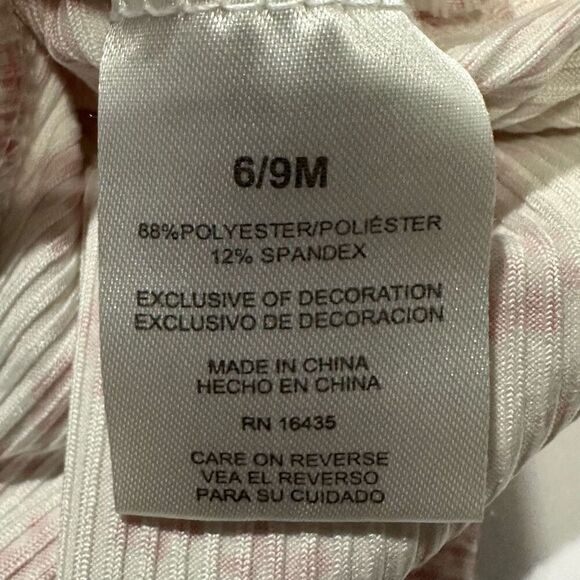 6/9M
88%POLYESTER/POLIÉSTER
12% SPANDEX
EXCLUSIVE OF DECORATION
EXCLUSIVO DE DECORACION
MADE IN CHINA
HECHO EN CHINA
RN 16435
CARE ON REVERSE
VEA EL REVERSO
PARA SU CUIDADO